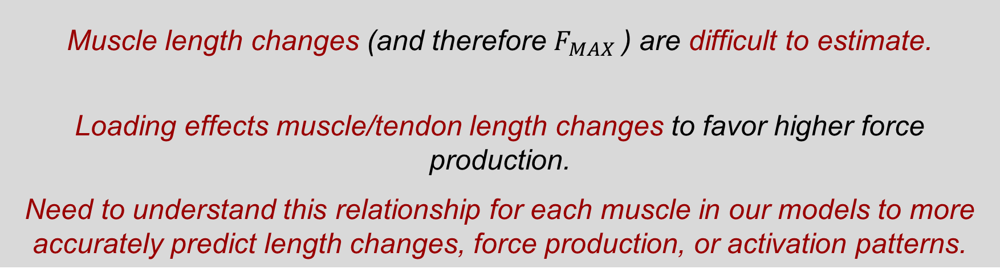 Muscle length changes (and therefore F_MAX ) are difficult to estimate.
Loading effects muscle/tendon length changes to favor higher force
production.
Need to understand this relationship for each muscle in our models to more
accurately predict length changes, force production, or activation patterns.